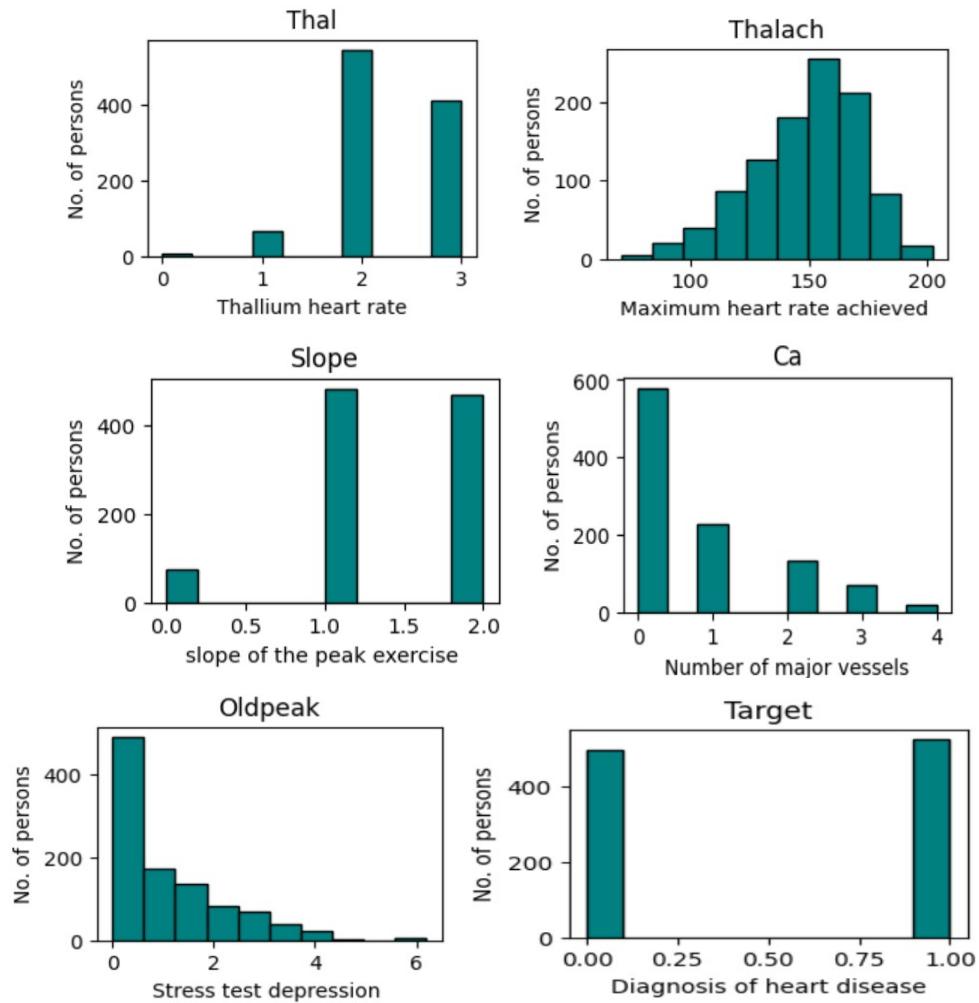 Thal
No. of persons
400
200
0
0 1 2 3
Thallium heart rate
Thalach
No. of persons
200
100
0
100 150 200
Maximum heart rate achieved
Slope
No. of persons
400
200
0
0.0 0.5 1.0 1.5 2.0
slope of the peak exercise
Ca
No. of persons
600
400
200
0
0 1 2 3 4
Number of major vessels
Oldpeak
No. of persons
400
200
0
0 2 4 6
Stress test depression
Target
No. of persons
400
200
0
0.00 0.25 0.50 0.75 1.00
Diagnosis of heart disease